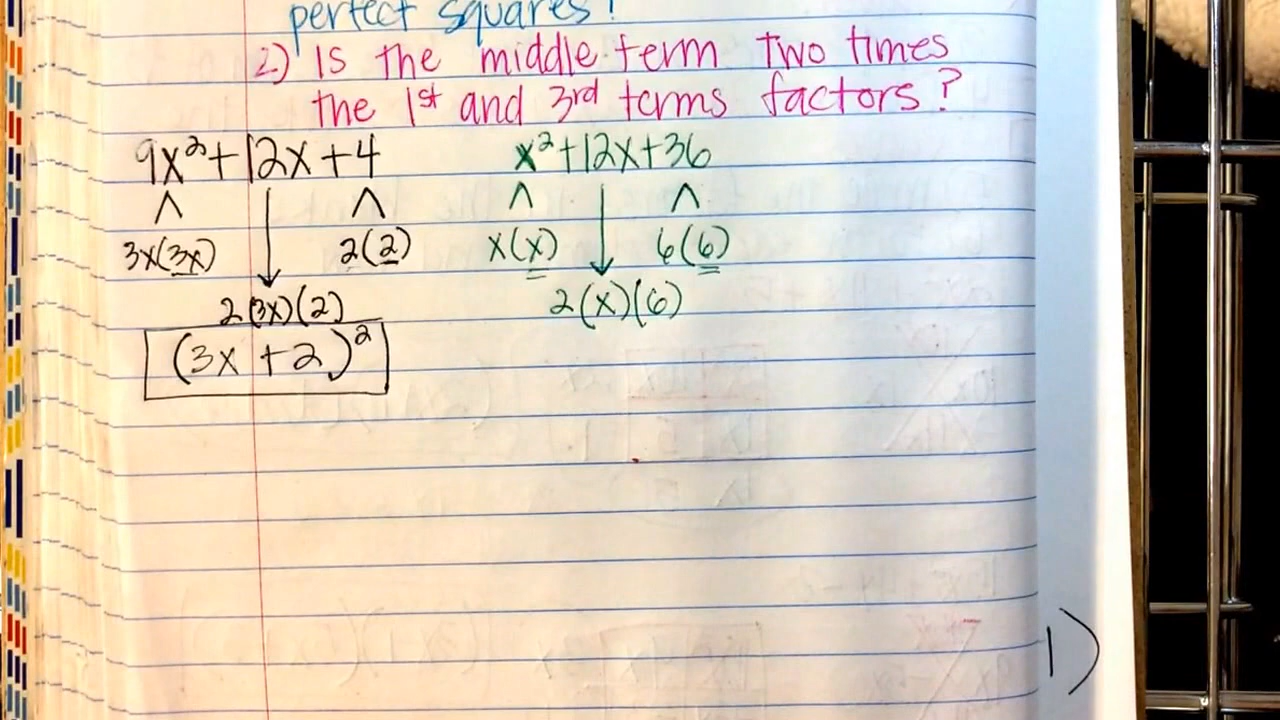 perfect squares?
2) Is the middle term two times
the 1st and 3rd terms factors?
9x²+12x+4
3x(3x) 2(2)
2(3x)(2)
(3x+2)²
x²+12x+36
x(x) 6(6)
2(x)(6)
1)